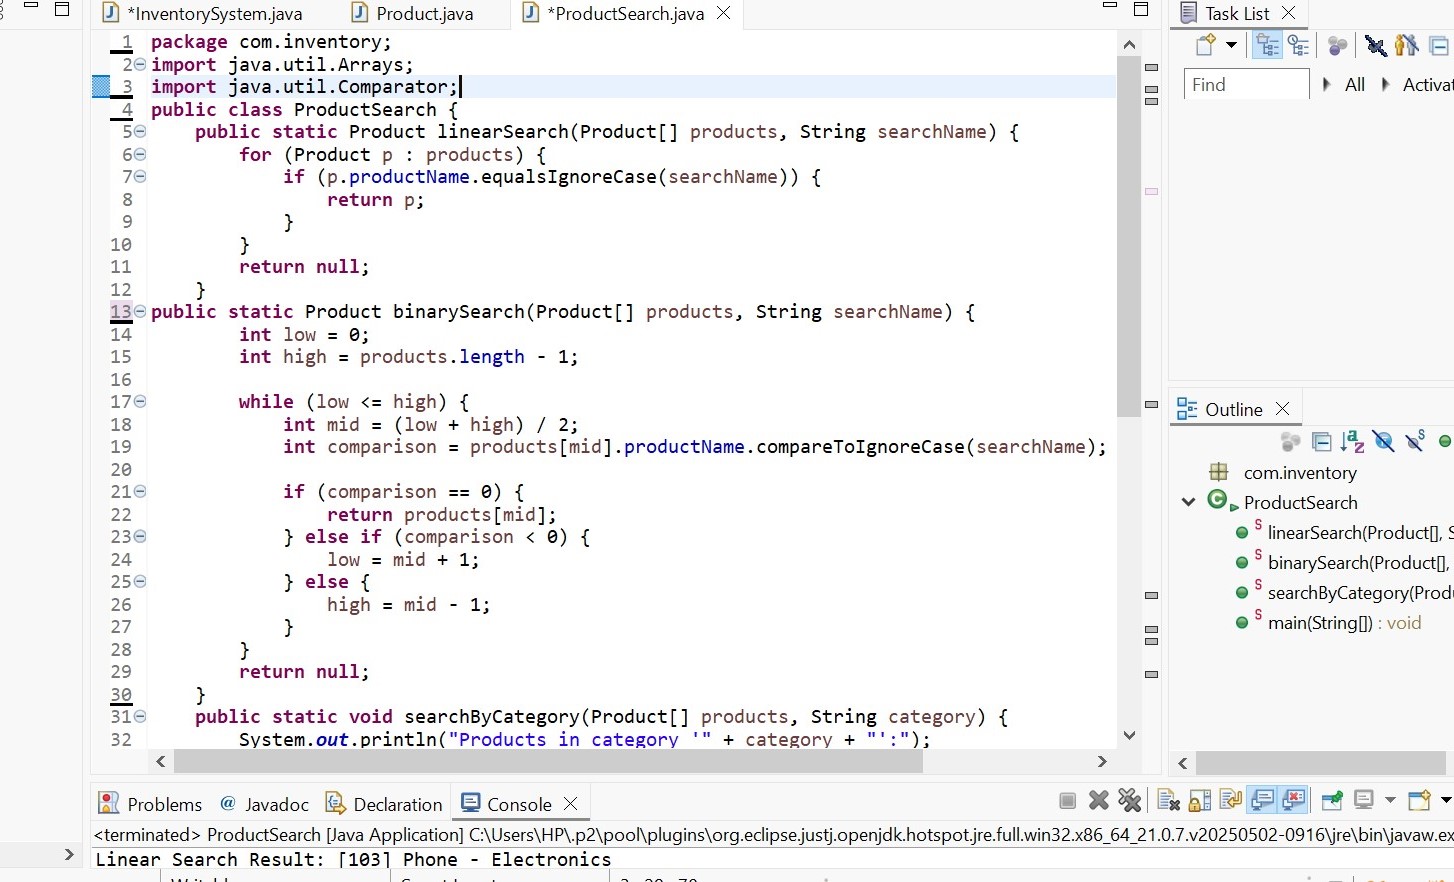 *InventorySystem.java
Product.java
*ProductSearch.java
Task List
1 package com.inventory;
2 import java.util.Arrays;
3 import java.util.Comparator;
4 public class ProductSearch {
5 public static Product linearSearch(Product[] products, String searchName) {
6 for (Product p : products) {
7 if (p.productName.equalsIgnoreCase(searchName)) {
8 return p;
9 }
10 }
11 return null;
12 }
13 public static Product binarySearch(Product[] products, String searchName) {
14 int low = 0;
15 int high = products.length - 1;
16
17 while (low <= high) {
18 int mid = (low + high) / 2;
19 int comparison = products[mid].productName.compareToIgnoreCase(searchName);
20
21 if (comparison == 0) {
22 return products[mid];
23 } else if (comparison < 0) {
24 low = mid + 1;
25 } else {
26 high = mid - 1;
27 }
28 }
29 return null;
30 }
31 public static void searchByCategory(Product[] products, String category) {
32 System.out.println("Products in category '" + category + "':");
Find
All
Activat
Outline
com.inventory
ProductSearch
linearSearch(Product[], S
binarySearch(Product[],
searchByCategory(Prod
main(String[]) : void
Problems
@ Javadoc
Declaration
Console
<terminated> ProductSearch [Java Application] C:\Users\HP\.p2\pool\plugins\org.eclipse.justj.openjdk.hotspot.jre.full.win32.x86_64_21.0.7.v20250502-0916\jre\bin\javaw.ex
Linear Search Result: [103] Phone - Electronics